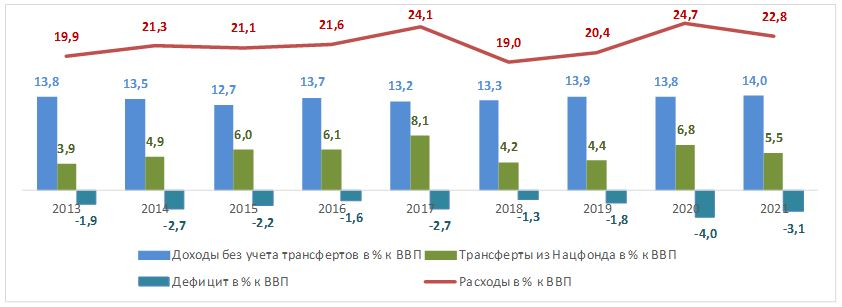 19,9 21,3 21,1 21,6 24,1 19,0 20,4 24,7 22,8
13,8 13,5 12,7 13,7 13,2 13,3 13,9 13,8 14,0
3,9 4,9 6,0 6,1 8,1 4,2 4,4 6,8 5,5
2013 2014 2015 2016 2017 2018 2019 2020 2021
-1,9 -2,7 -2,2 -1,6 -2,7 -1,3 -1,8 -4,0 -3,1
Доходы без учета трансфертов в % к ВВП Трансферты из Нацфонда в % к ВВП
Дефицит в % к ВВП Расходы в % к ВВП